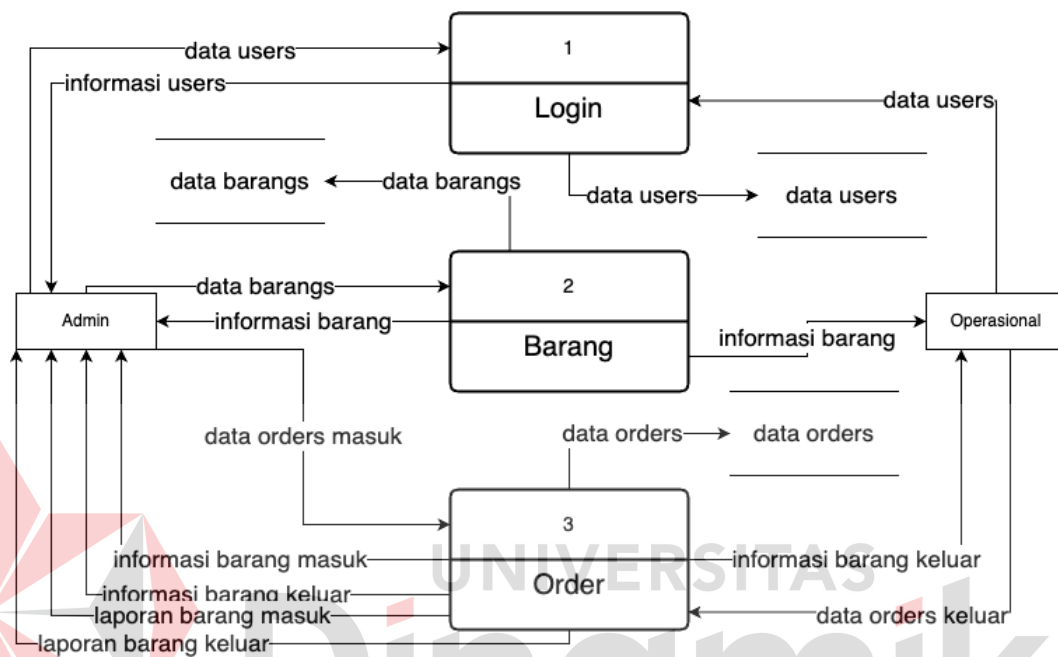 1
data users
informasi users
Login
data users
data barangs
data barangs
data users
data users
data barangs
2
Admin
informasi barang
Barang
informasi barang
Operasional
data orders masuk
data orders
data orders
3
informasi barang masuk
UNIVERSITAS
informasi barang keluar
Order
informasi barang keluar
laporan barang masuk
data orders keluar
laporan barang keluar
Dinamik